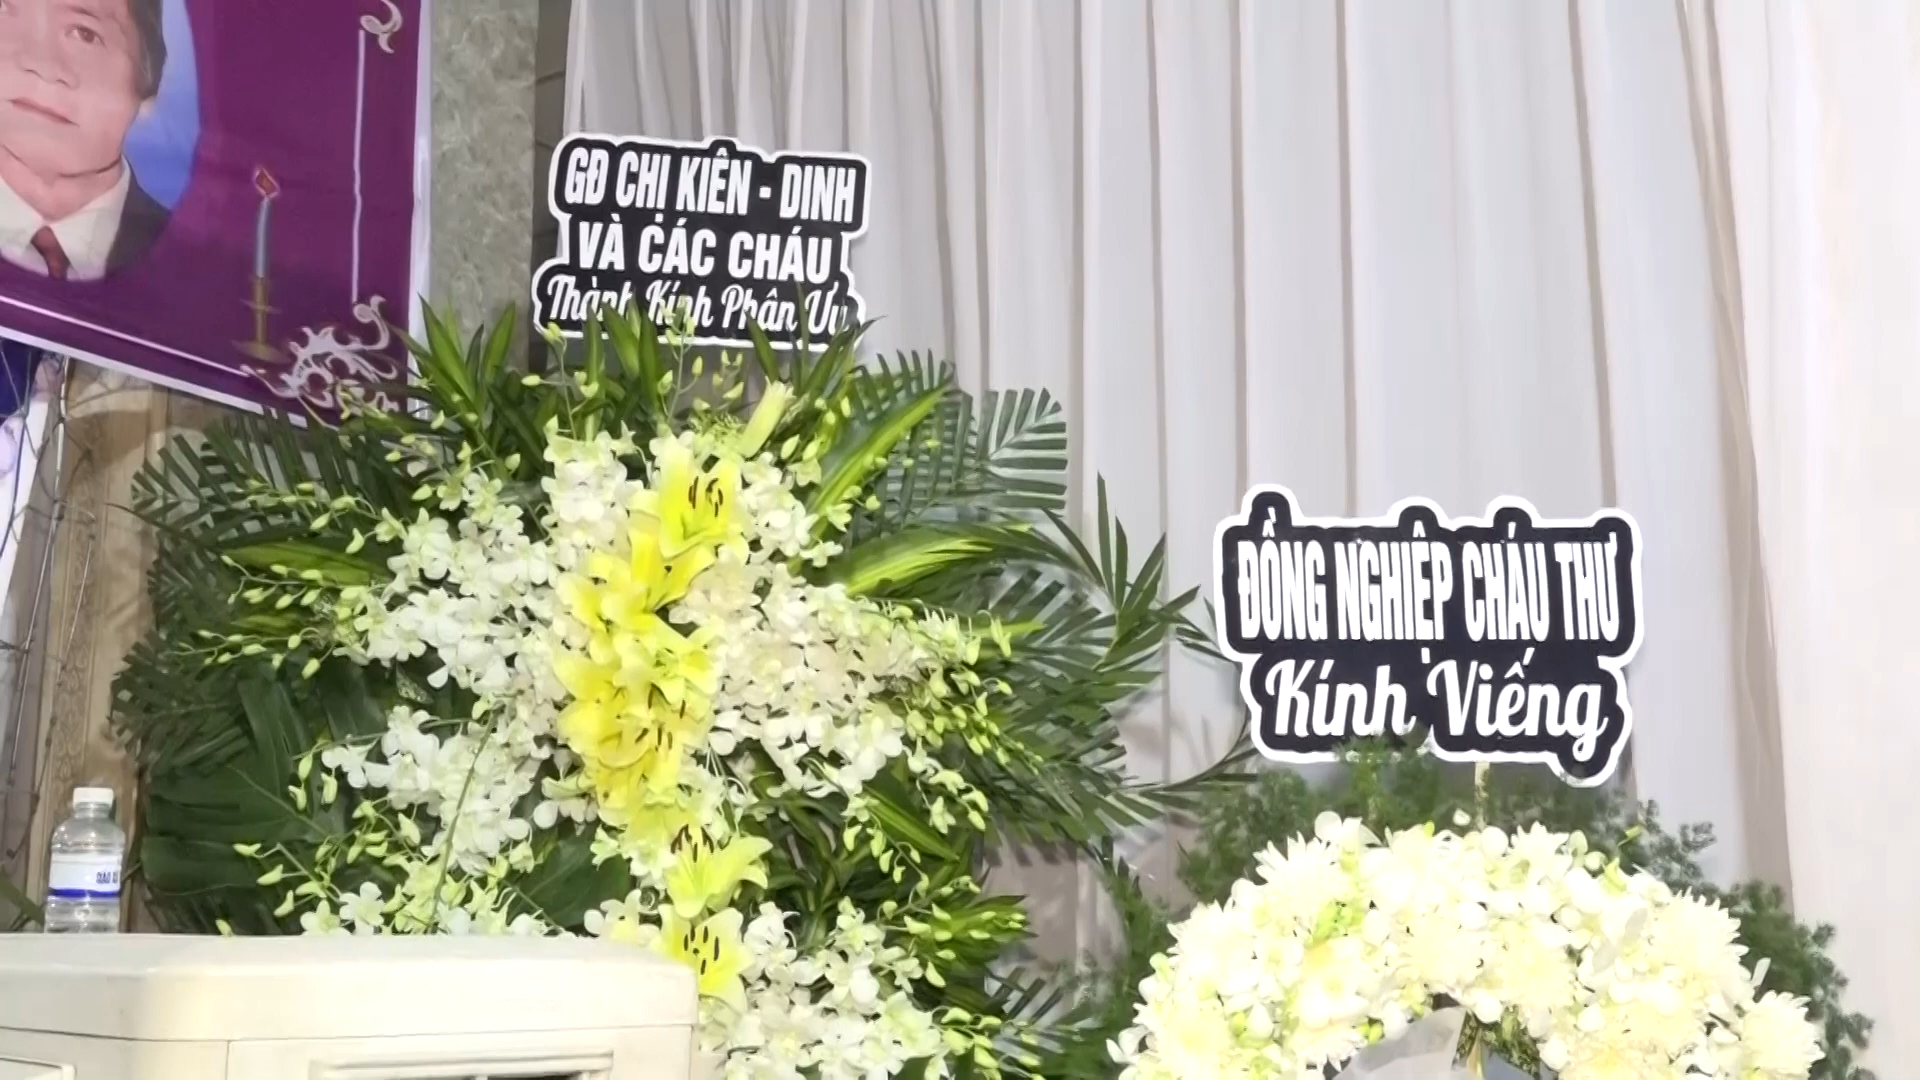 GĐ CHỊ KIÊN - DINH
VÀ CÁC CHÁU
Thành Kính Phân Ưu
ĐỒNG NGHIỆP CHÁU THƯ
Kính Viếng